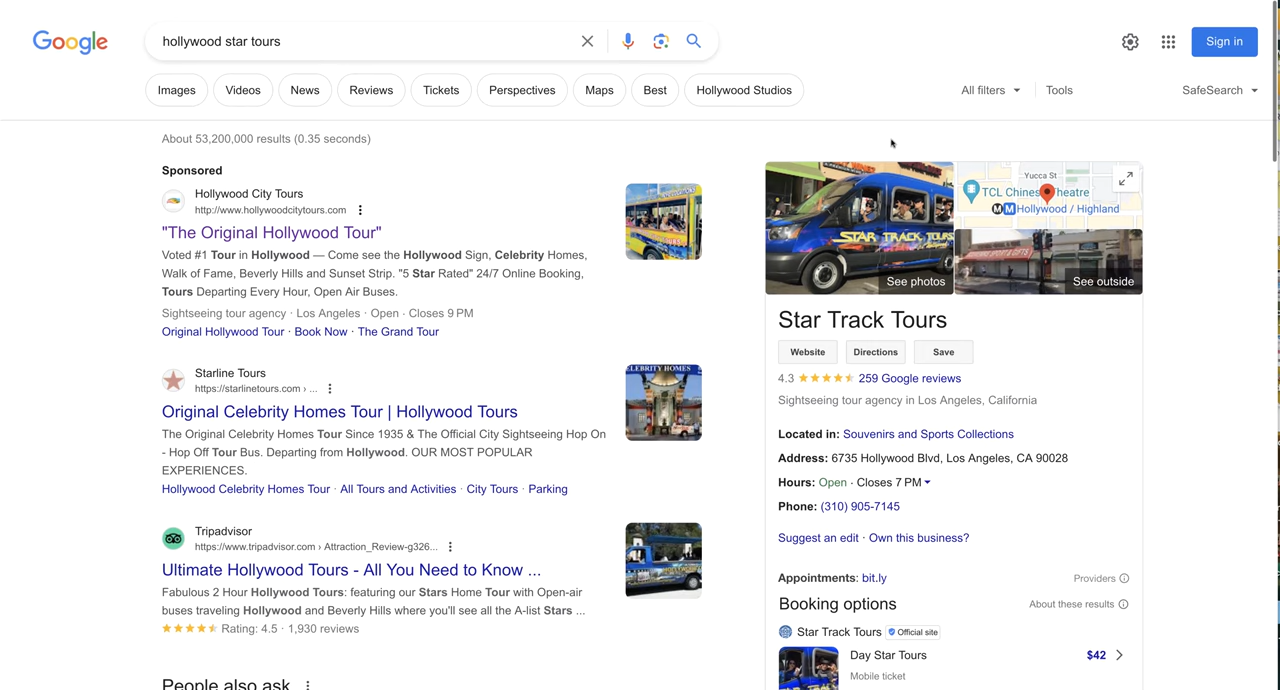 Google
hollywood star tours
Sign in
Images
Videos
News
Reviews
Tickets
Perspectives
Maps
Best
Hollywood Studios
All filters
Tools
SafeSearch
About 53,200,000 results (0.35 seconds)
Sponsored
Hollywood City Tours
http://www.hollywoodcitytours.com
"The Original Hollywood Tour"
Voted #1 Tour in Hollywood — Come see the Hollywood Sign, Celebrity Homes,
Walk of Fame, Beverly Hills and Sunset Strip. "5 Star Rated" 24/7 Online Booking,
Tours Departing Every Hour, Open Air Buses.
Sightseeing tour agency · Los Angeles · Open · Closes 9 PM
Original Hollywood Tour · Book Now · The Grand Tour
Starline Tours
https://starlinetours.com › ...
Original Celebrity Homes Tour | Hollywood Tours
The Original Celebrity Homes Tour Since 1935 & The Official City Sightseeing Hop On
- Hop Off Tour Bus. Departing from Hollywood. OUR MOST POPULAR
EXPERIENCES.
Hollywood Celebrity Homes Tour · All Tours and Activities · City Tours · Parking
CELEBRITY HOMES
Tripadvisor
https://www.tripadvisor.com › Attraction_Review-g326...
Ultimate Hollywood Tours - All You Need to Know ...
Fabulous 2 Hour Hollywood Tours: featuring our Stars Home Tour with Open-air
buses traveling Hollywood and Beverly Hills where you'll see all the A-list Stars ...
Rating: 4.5 · 1,930 reviews
People also ask
STAR TRACK TOURS
See photos
Yucca St
TCL Chinese Theatre
M M Hollywood / Highland
See outside
Star Track Tours
Website
Directions
Save
4.3
259 Google reviews
Sightseeing tour agency in Los Angeles, California
Located in: Souvenirs and Sports Collections
Address: 6735 Hollywood Blvd, Los Angeles, CA 90028
Hours: Open · Closes 7 PM
Phone: (310) 905-7145
Suggest an edit · Own this business?
Appointments: bit.ly
Providers
Booking options
About these results
Star Track Tours
Official site
Day Star Tours
$42
Mobile ticket